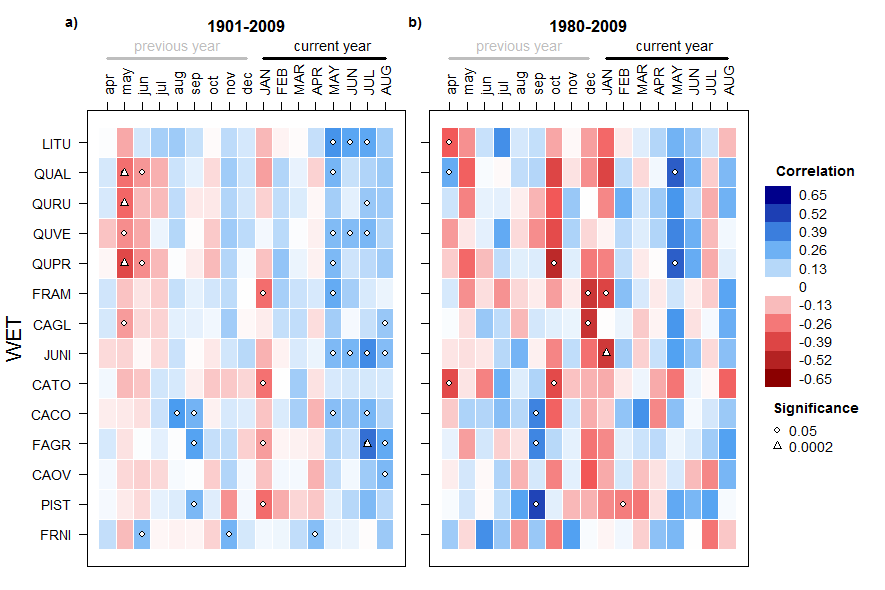 a) 1901-2009
previous year current year
apr may jun jul aug sep oct nov dec JAN FEB MAR APR MAY JUN JUL AUG
b) 1980-2009
previous year current year
apr may jun jul aug sep oct nov dec JAN FEB MAR APR MAY JUN JUL AUG
WET
LITU
QUAL
QURU
QUVE
QUPR
FRAM
CAGL
JUNI
CATO
CACO
FAGR
CAOV
PIST
FRNI
Correlation
0.65
0.52
0.39
0.26
0.13
0
-0.13
-0.26
-0.39
-0.52
-0.65
Significance
0.05
0.0002